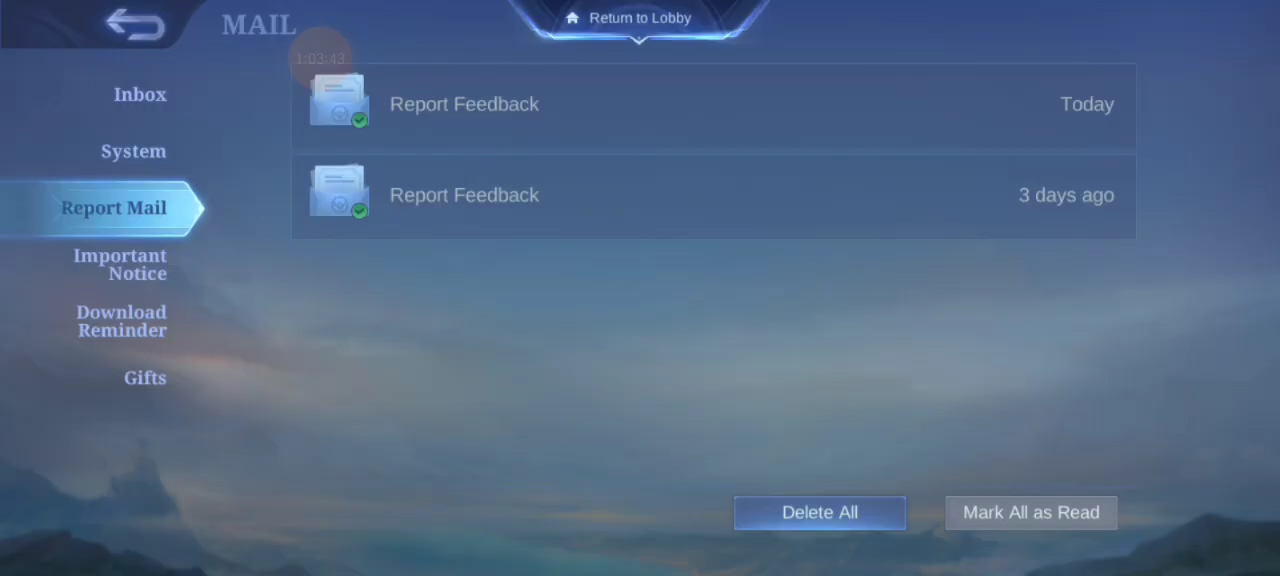 MAIL
Return to Lobby
1:03:43
Inbox
System
Report Mail
Important
Notice
Download
Reminder
Gifts
Report Feedback
Today
Report Feedback
3 days ago
Delete All
Mark All as Read